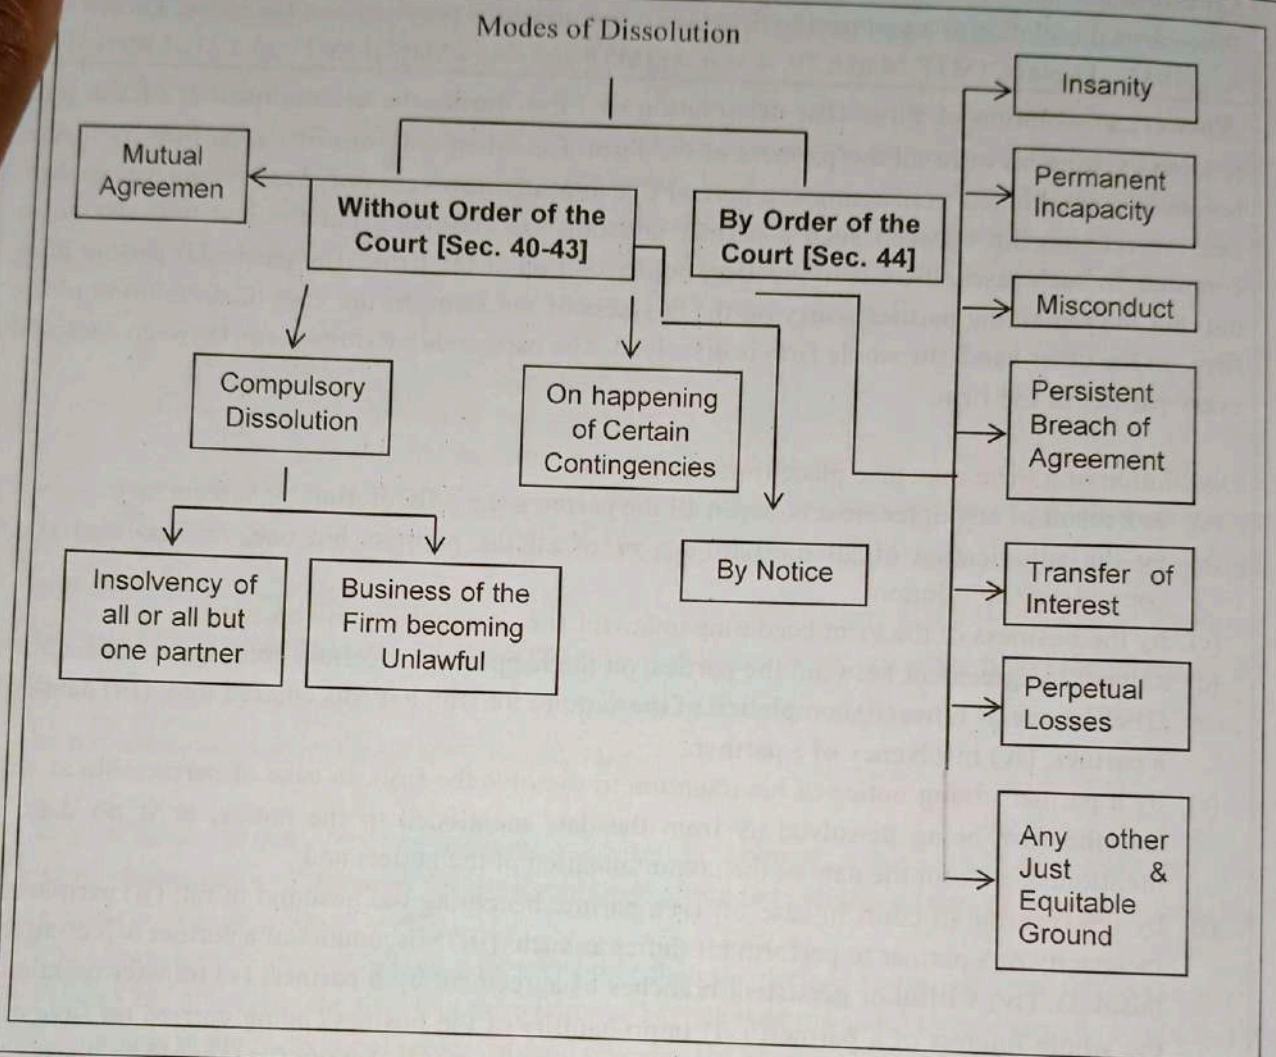 Modes of Dissolution
Mutual
Agreemen
Without Order of the
Court [Sec. 40-43]
By Order of the
Court [Sec. 44]
Compulsory
Dissolution
On happening
of Certain
Contingencies
By Notice
Insolvency of
all or all but
one partner
Business of the
Firm becoming
Unlawful
Insanity
Permanent
Incapacity
Misconduct
Persistent
Breach of
Agreement
Transfer of
Interest
Perpetual
Losses
Any other
Just &
Equitable
Ground